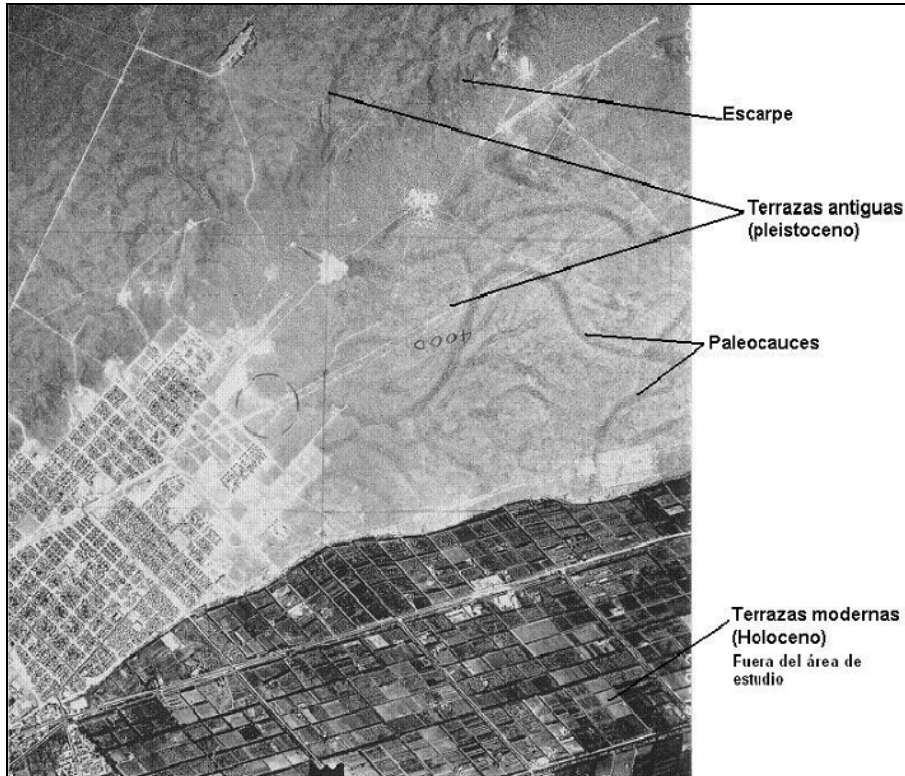 Escarpe
Terrazas antiguas
(pleistoceno)
4000
Paleocauces
Terrazas modernas
(Holoceno)
Fuera del área de
estudio